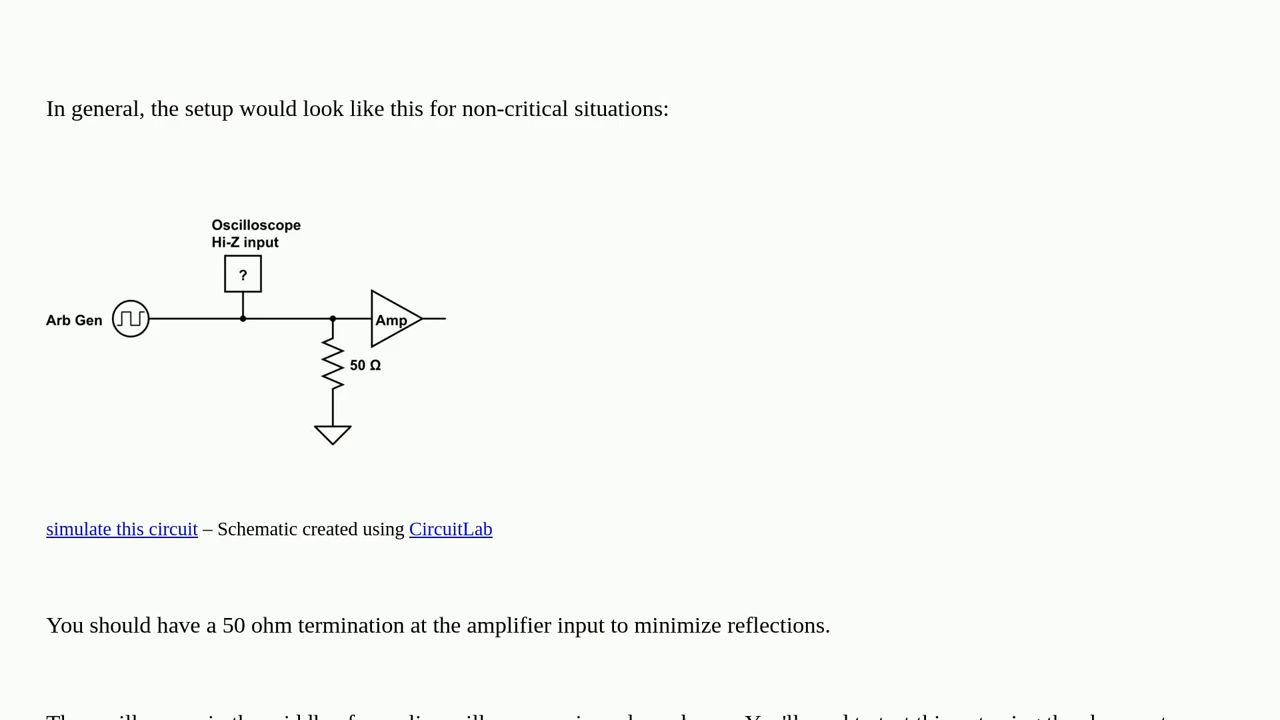 In general, the setup would look like this for non-critical situations:
Oscilloscope
Hi-Z input
?
Arb Gen
Amp
50 Ω
simulate this circuit – Schematic created using CircuitLab
You should have a 50 ohm termination at the amplifier input to minimize reflections.